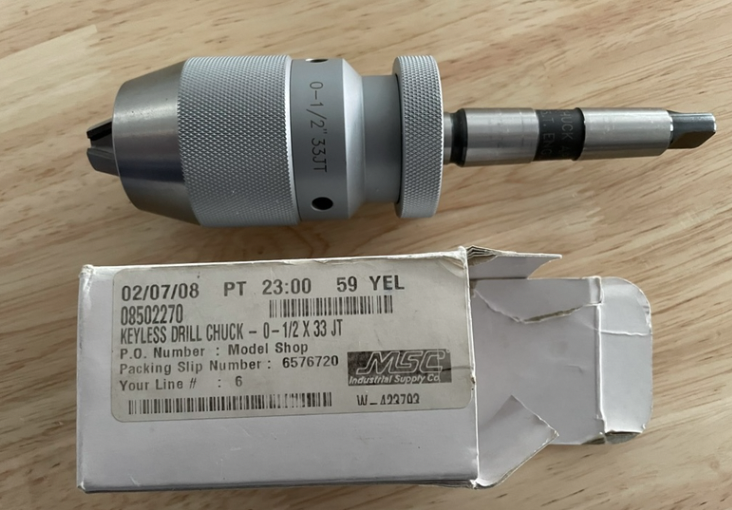 0-1/2" 33JT
02/07/08 PT 23:00 59 YEL
08502270
KEYLESS DRILL CHUCK - 0-1/2 X 33 JT
P.O. Number : Model Shop
Packing Slip Number : 6576720
Your Line # : 6
MSC
Industrial Supply Co.